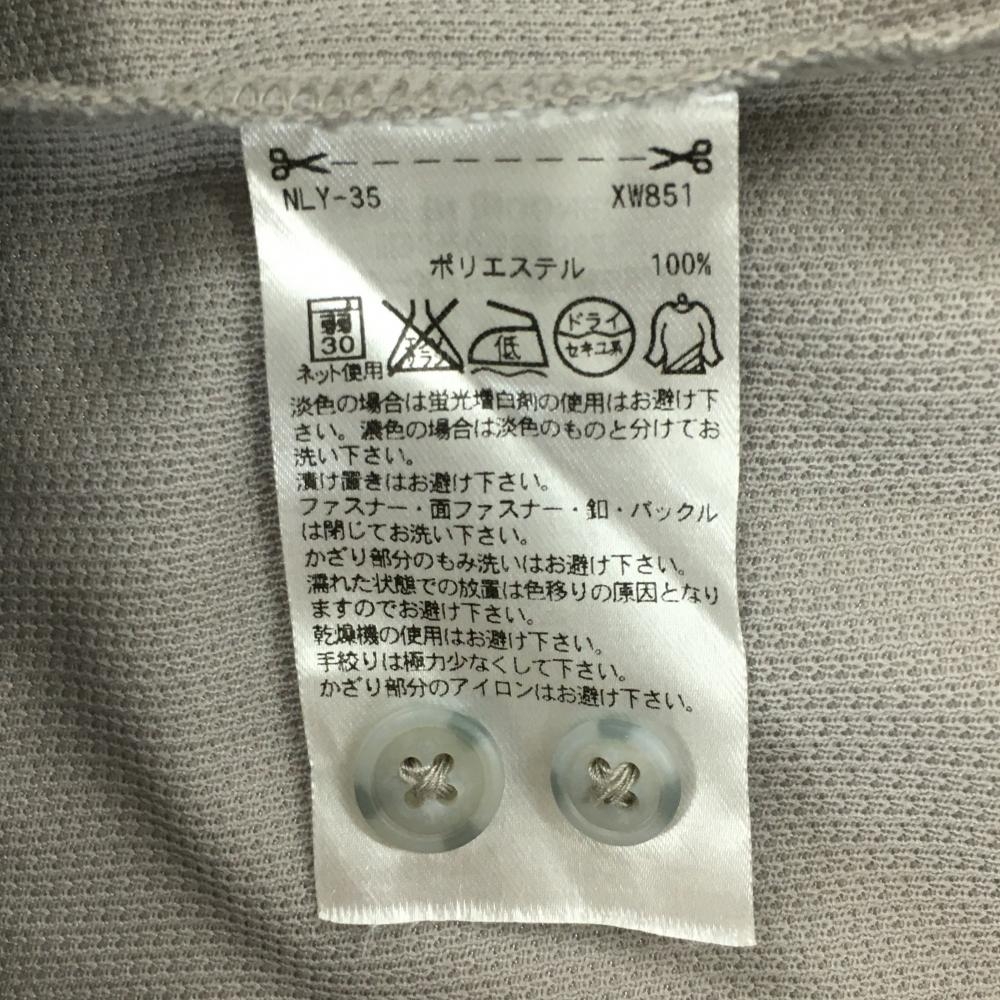 NLY-35 XW851
ポリエステル 100%
弱 30 エンソ サラシ 低 ドライ セキユ系
ネット使用
淡色の場合は蛍光増白剤の使用はお避け下
さい。濃色の場合は淡色のものと分けてお
洗い下さい。
漬け置きはお避け下さい。
ファスナー・面ファスナー・釦・バックル
は閉じてお洗い下さい。
かざり部分のもみ洗いはお避け下さい。
濡れた状態での放置は色移りの原因となり
ますのでお避け下さい。
乾燥機の使用はお避け下さい。
手絞りは極力少なくして下さい。
かざり部分のアイロンはお避け下さい。